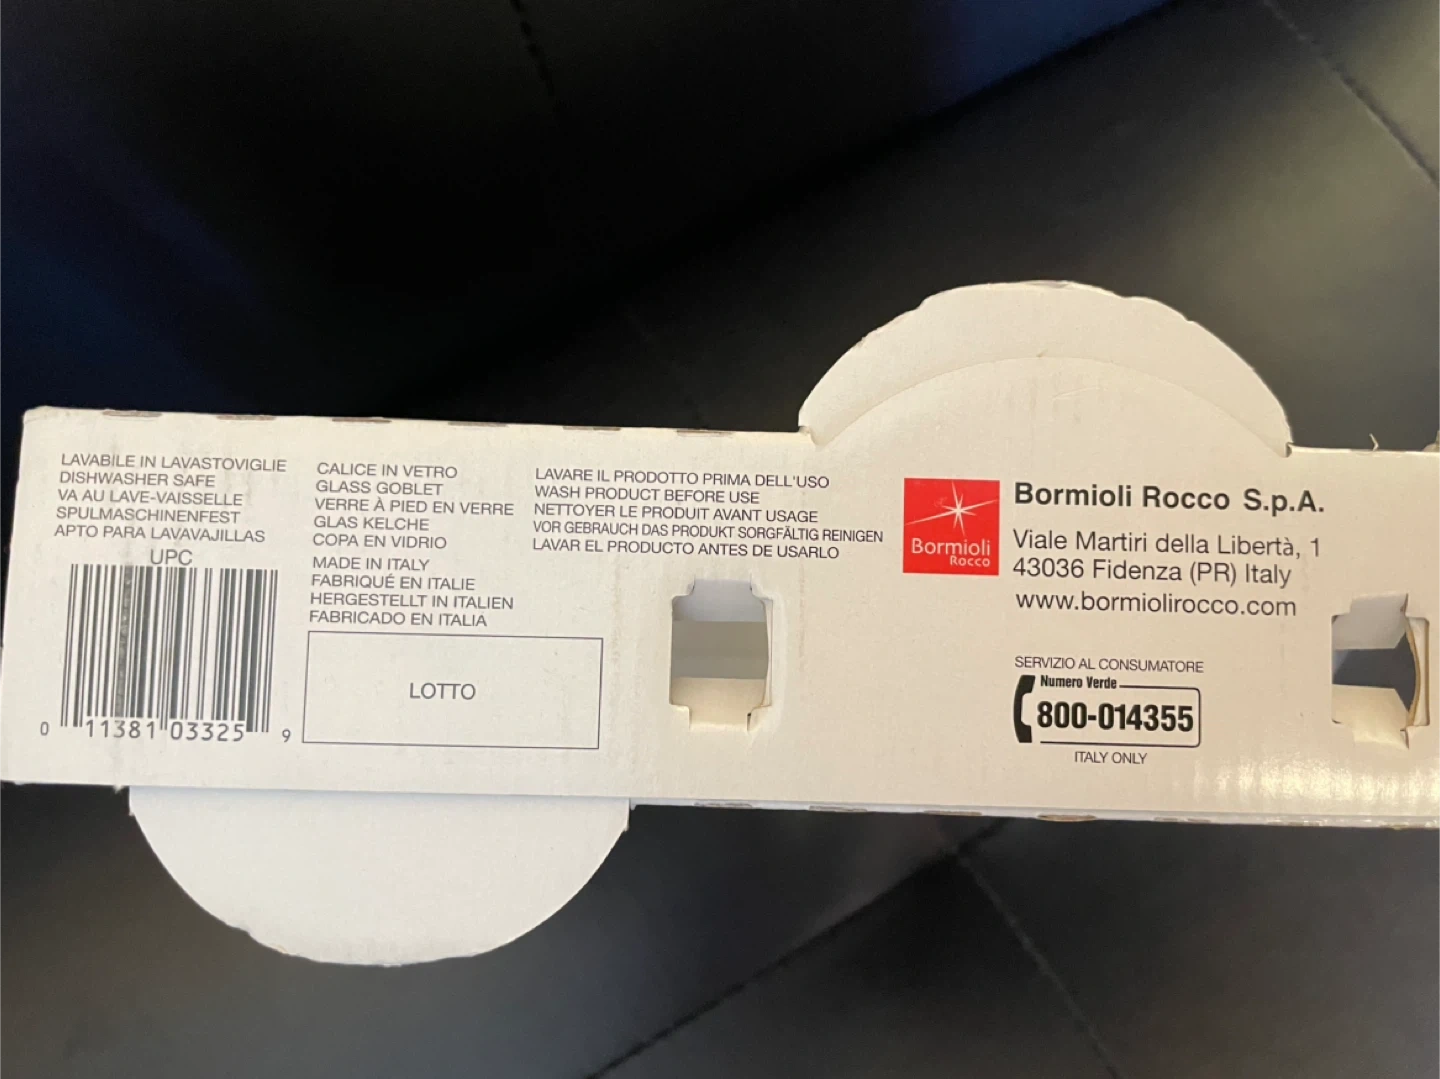 LAVABILE IN LAVASTOVIGLIE
DISHWASHER SAFE
VA AU LAVE-VAISSELLE
SPULMASCHINENFEST
APTO PARA LAVAVAJILLAS
UPC
0 11381 03325 9
CALICE IN VETRO
GLASS GOBLET
VERRE À PIED EN VERRE
GLAS KELCHE
COPA EN VIDRIO
MADE IN ITALY
FABRIQUÉ EN ITALIE
HERGESTELLT IN ITALIEN
FABRICADO EN ITALIA
LOTTO
LAVARE IL PRODOTTO PRIMA DELL'USO
WASH PRODUCT BEFORE USE
NETTOYER LE PRODUIT AVANT USAGE
VOR GEBRAUCH DAS PRODUKT SORGFÄLTIG REINIGEN
LAVAR EL PRODUCTO ANTES DE USARLO
Bormioli
Rocco
Bormioli Rocco S.p.A.
Viale Martiri della Libertà, 1
43036 Fidenza (PR) Italy
www.bormiolirocco.com
SERVIZIO AL CONSUMATORE
Numero Verde
800-014355
ITALY ONLY